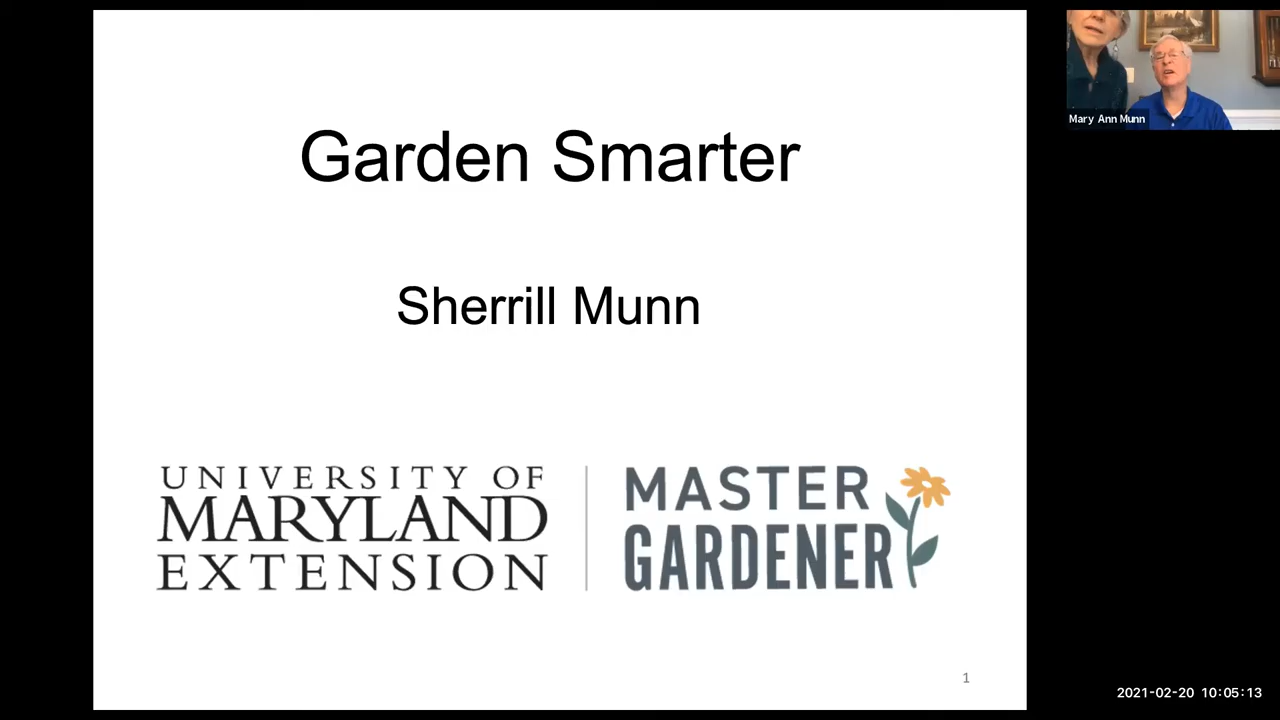 Garden Smarter
Sherrill Munn
UNIVERSITY OF
MARYLAND
EXTENSION
MASTER
GARDENER
1
Mary Ann Munn
2021-02-20 10:05:13